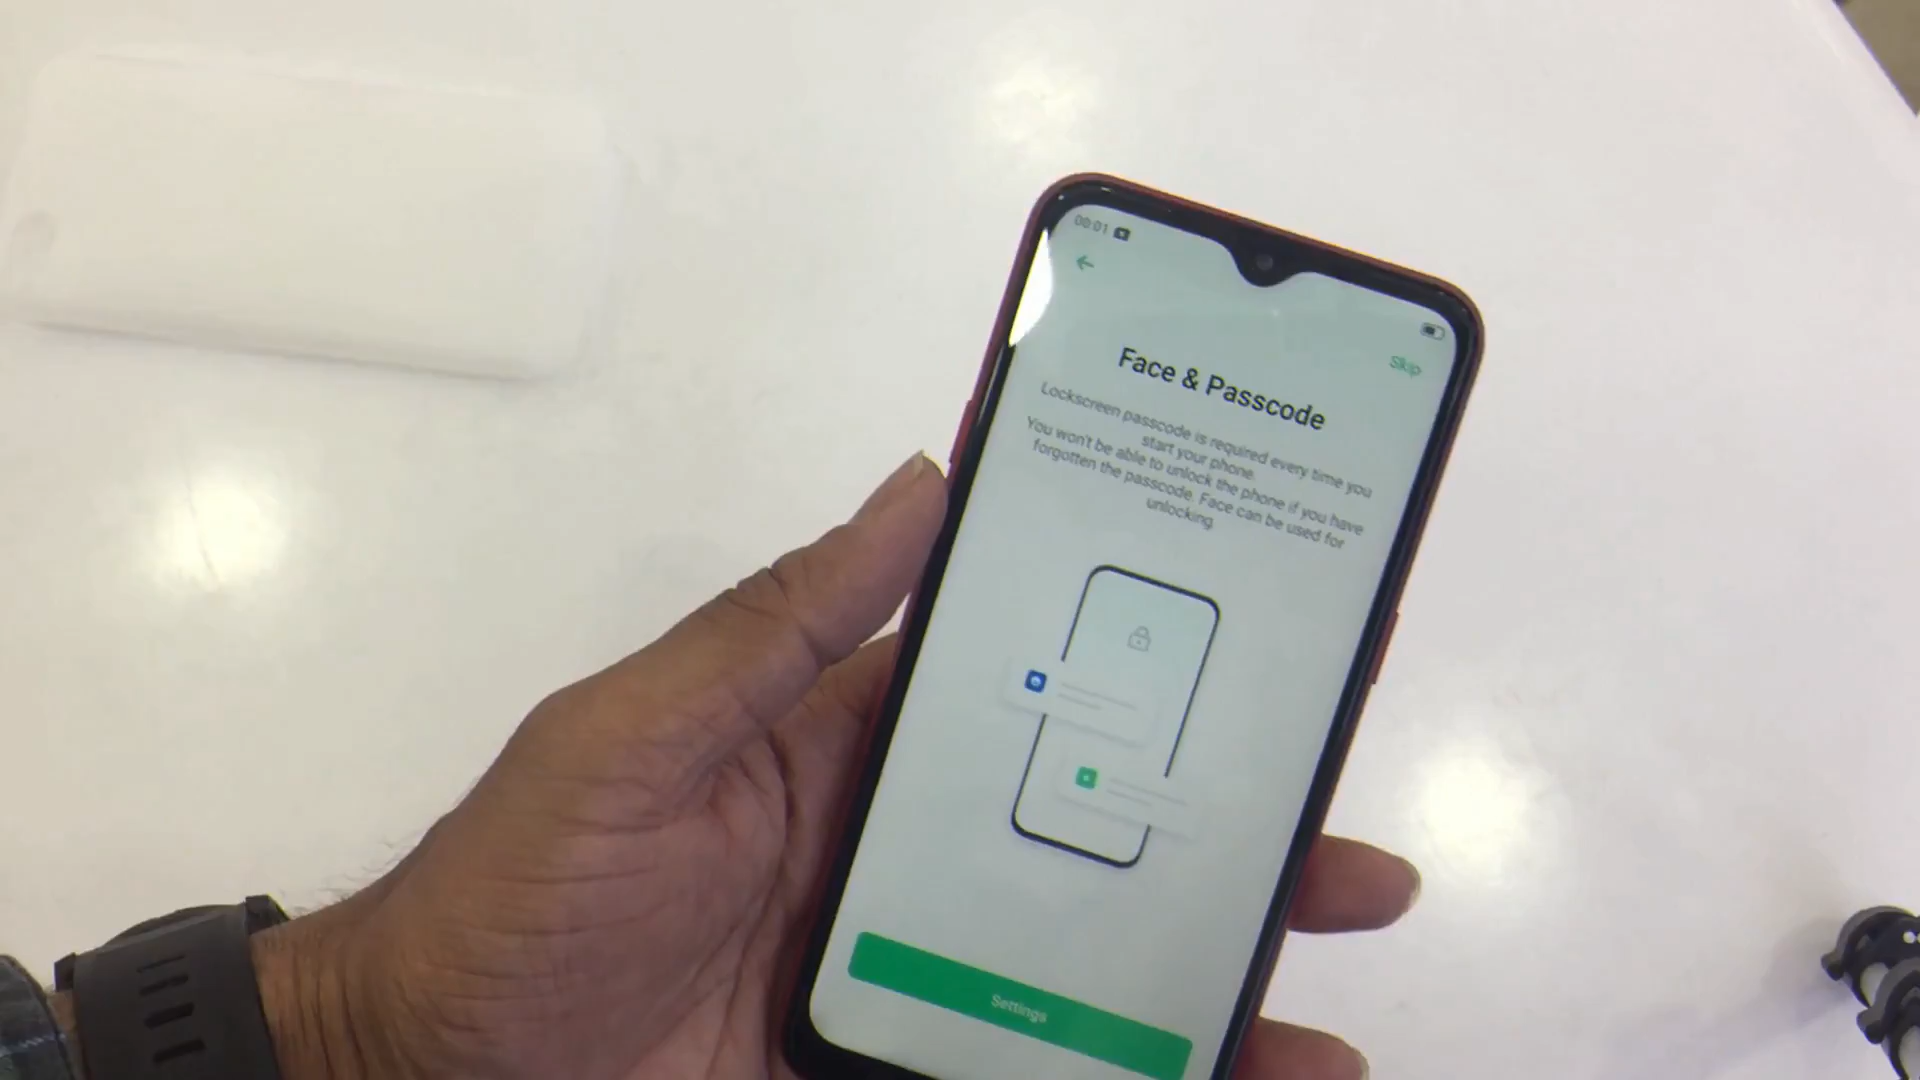 00:01
Skip
Face & Passcode
Lockscreen passcode is required every time you
start your phone.
You won't be able to unlock the phone if you have
forgotten the passcode. Face can be used for
unlocking
Settings